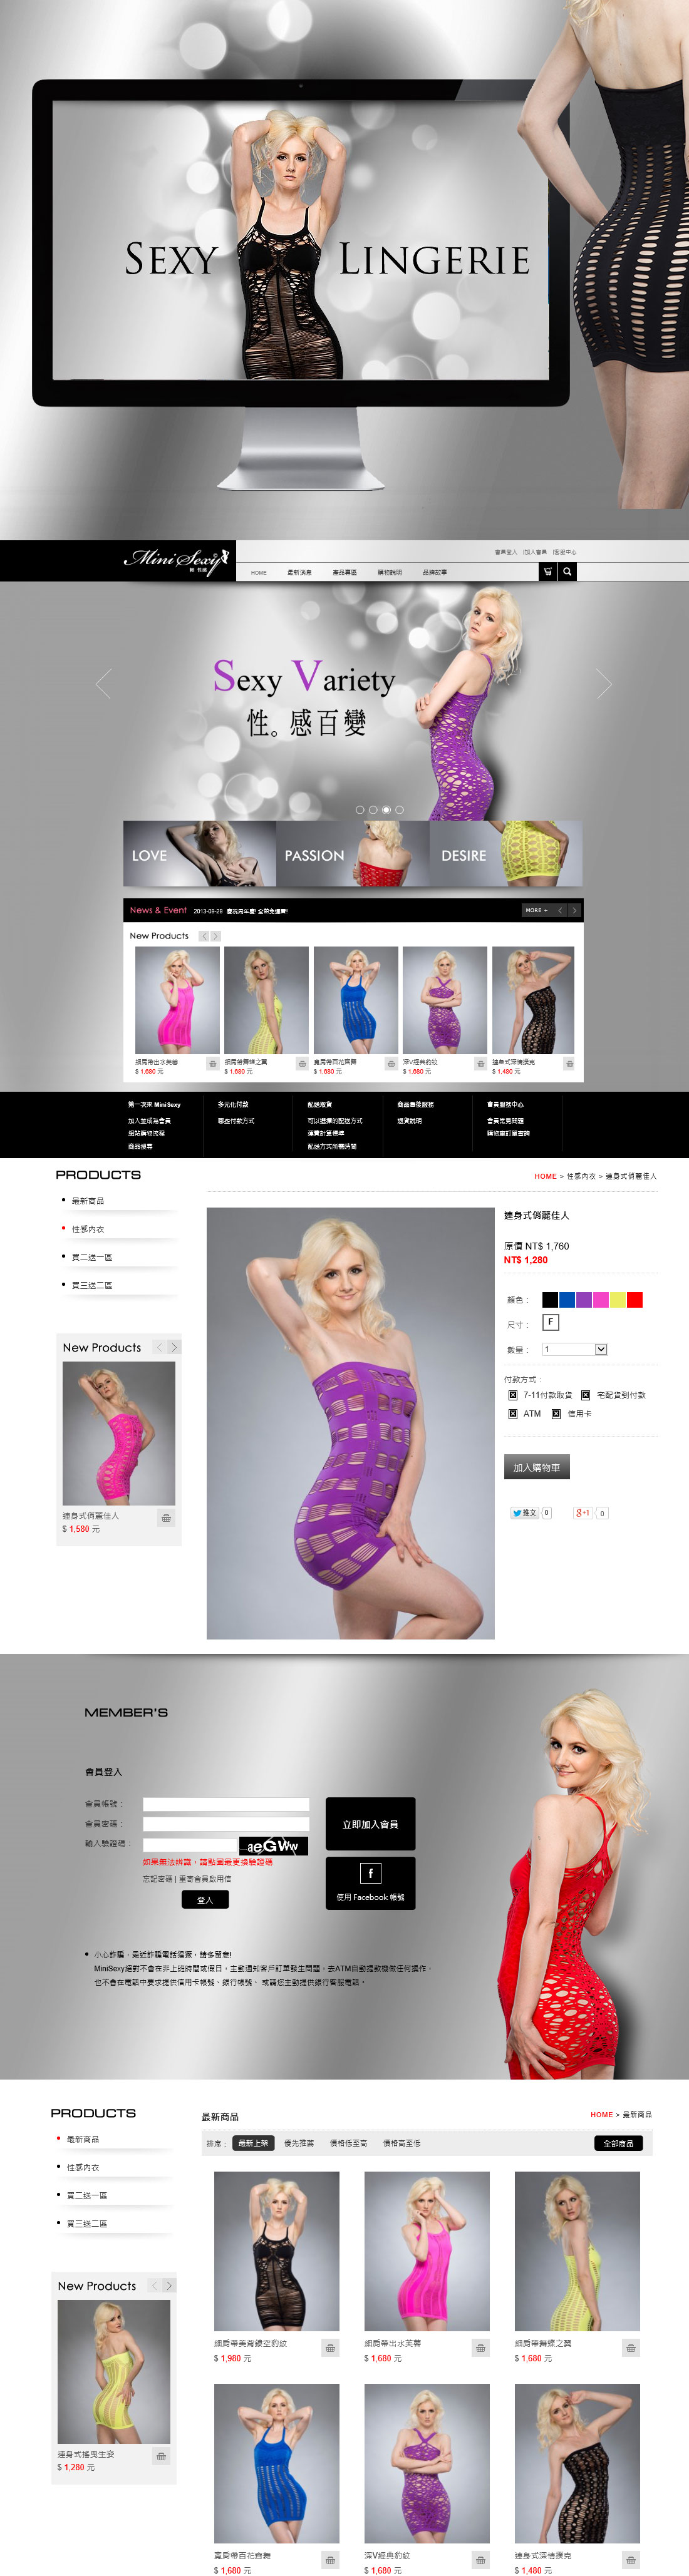 SEXY LINGERIE
Mini Sexy
輕 性感
會員登入 |加入會員 |客服中心
HOME 最新消息 產品專區 購物說明 品牌故事
Sexy Variety
性。感百變
LOVE PASSION DESIRE
News & Event 2013-09-29 慶祝周年慶! 全館免運費! MORE +
New Products
細肩帶出水芙蓉 細肩帶舞蝶之翼 寬肩帶百花齊舞 深V經典豹紋 連身式深情撲克
$ 1,680 元 $ 1,680 元 $ 1,680 元 $ 1,680 元 $ 1,480 元
第一次來 MiniSexy 多元化付款 配送取貨 商品售後服務 會員服務中心
加入並成為會員 哪些付款方式 可以選擇的配送方式 退貨說明 會員常見問題
網站購物流程 運費計算標準 購物車訂單查詢
商品搜尋 配送方式所需時間
PRODUCTS
HOME > 性感內衣 > 連身式俏麗佳人
最新商品
性感內衣
買二送一區
買三送二區
New Products
連身式俏麗佳人
$ 1,580 元
連身式俏麗佳人
原價 NT$ 1,760
NT$ 1,280
顏色 :
尺寸 : F
數量 : 1
付款方式 :
7-11付款取貨 宅配貨到付款
ATM 信用卡
加入購物車
推文 0 g+1 0
MEMBER'S
會員登入
會員帳號 :
會員密碼 :
輸入驗證碼 : aeGWw
如果無法辨識，請點圖最更換驗證碼
忘記密碼 | 重寄會員啟用信
登入
立即加入會員
f
使用 Facebook 帳號
小心詐騙，最近詐騙電話猖獗，請多留意!
MiniSexy絕對不會在非上班時間或假日，主動通知客戶訂單發生問題，去ATM自動提款機做任何操作，
也不會在電話中要求提供信用卡帳號、銀行帳號、 或請您主動提供銀行客服電話。
PRODUCTS
最新商品
性感內衣
買二送一區
買三送二區
New Products
連身式搖曳生姿
$ 1,280 元
最新商品
HOME > 最新商品
排序 : 最新上架 優先推薦 價格低至高 價格高至低 全部商品
細肩帶美背鏤空豹紋 細肩帶出水芙蓉 細肩帶舞蝶之翼
$ 1,980 元 $ 1,680 元 $ 1,680 元
寬肩帶百花齊舞 深V經典豹紋 連身式深情撲克
$ 1,680 元 $ 1,680 元 $ 1,480 元